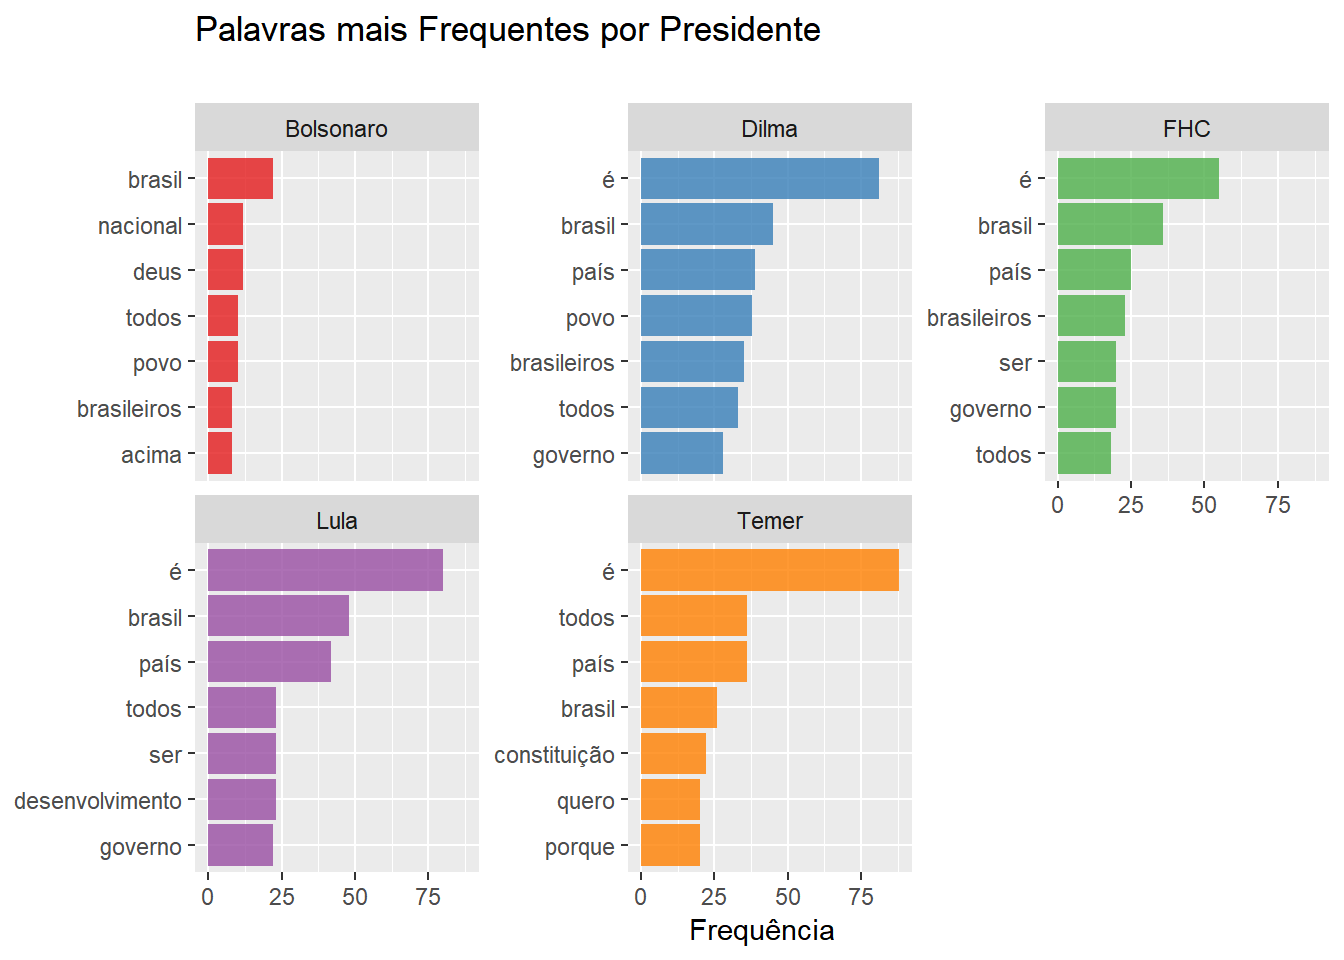 Palavras mais Frequentes por Presidente
Bolsonaro
brasil
nacional
deus
todos
povo
brasileiros
acima
Dilma
é
brasil
país
povo
brasileiros
todos
governo
FHC
é
brasil
país
brasileiros
ser
governo
todos
0 25 50 75
Lula
é
brasil
país
todos
ser
desenvolvimento
governo
0 25 50 75
Temer
é
todos
país
brasil
constituição
quero
porque
0 25 50 75
Frequência